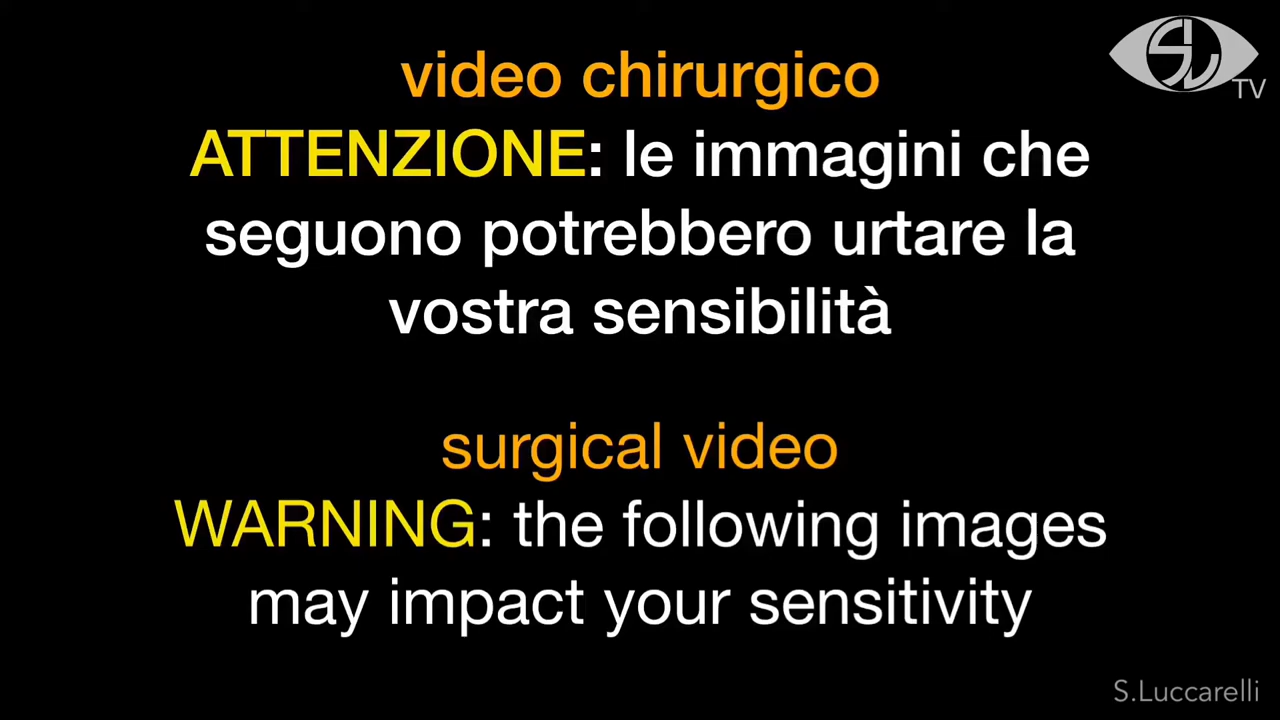 video chirurgico
ATTENZIONE: le immagini che
seguono potrebbero urtare la
vostra sensibilità
surgical video
WARNING: the following images
may impact your sensitivity
SL
TV
S.Luccarelli